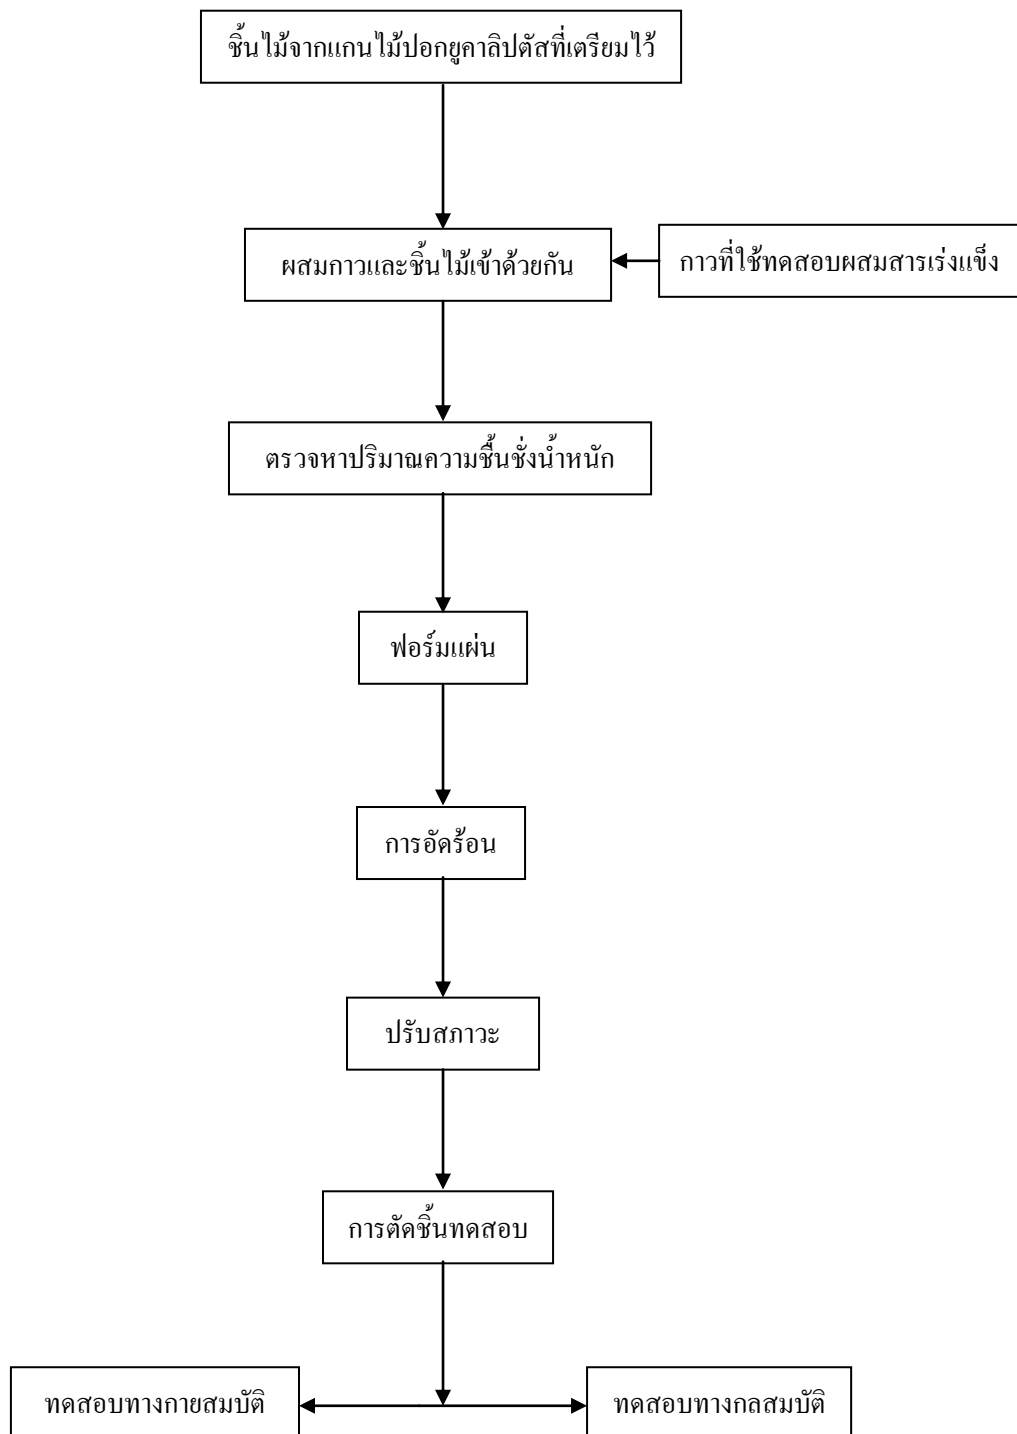 ชิ้นไม้จากแกนไม้ปอกยูคาลิปตัสที่เตรียมไว้
ผสมกาวและชิ้นไม้เข้าด้วยกัน
กาวที่ใช้ทดสอบผสมสารเร่งแข็ง
ตรวจหาปริมาณความชื้นชั่งน้ำหนัก
ฟอร์มแผ่น
การอัดร้อน
ปรับสภาวะ
การตัดชิ้นทดสอบ
ทดสอบทางกายสมบัติ
ทดสอบทางกลสมบัติ